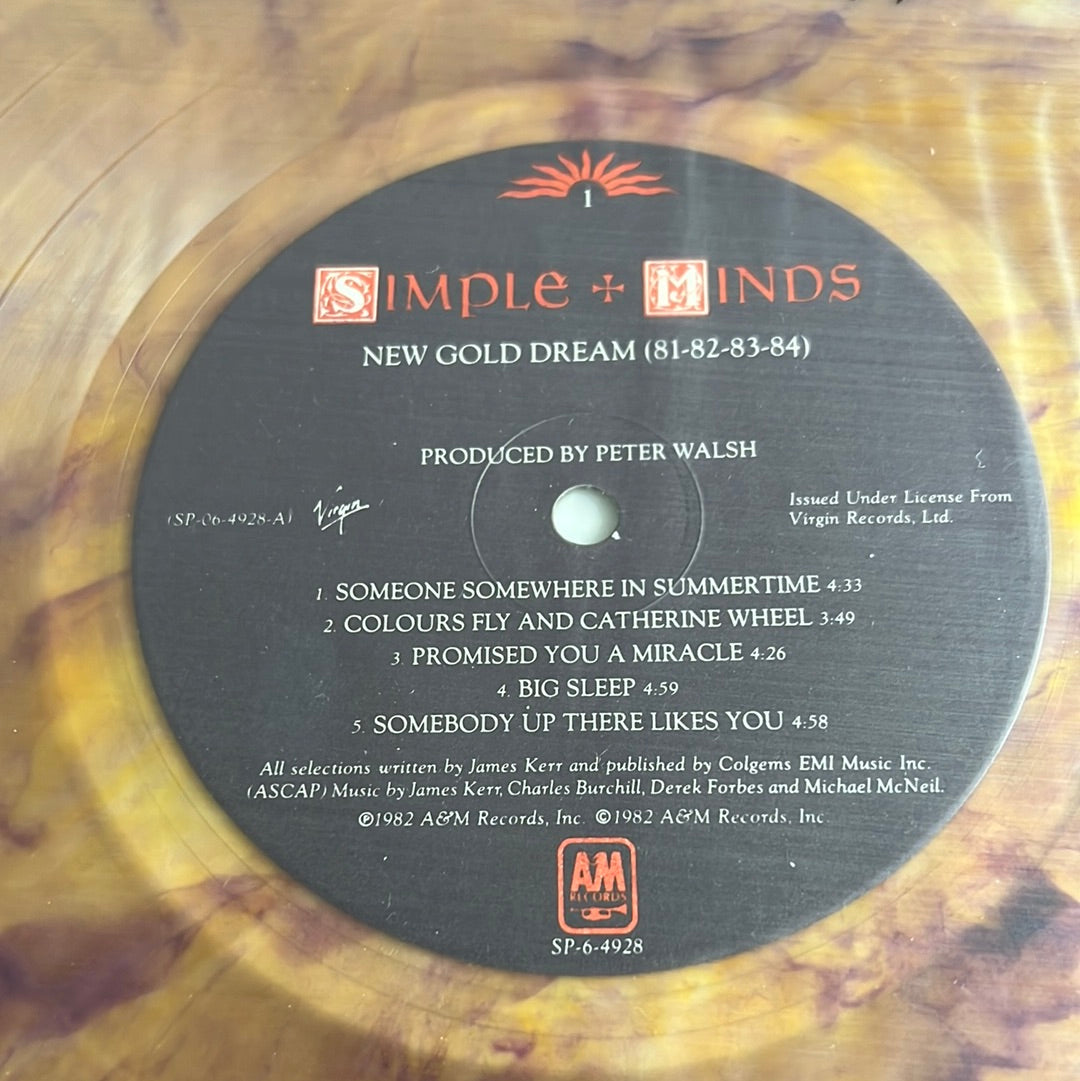 1
SIMPLE + MINDS
NEW GOLD DREAM (81-82-83-84)
PRODUCED BY PETER WALSH
(SP-06-4928-A)
Virgin
Issued Under License From
Virgin Records, Ltd.
1. SOMEONE SOMEWHERE IN SUMMERTIME 4:33
2. COLOURS FLY AND CATHERINE WHEEL 3:49
3. PROMISED YOU A MIRACLE 4:26
4. BIG SLEEP 4:59
5. SOMEBODY UP THERE LIKES YOU 4:58
All selections written by James Kerr and published by Colgems EMI Music Inc.
(ASCAP) Music by James Kerr, Charles Burchill, Derek Forbes and Michael McNeil.
℗1982 A&M Records, Inc. ©1982 A&M Records, Inc.
A&M
RECORDS
SP-6-4928